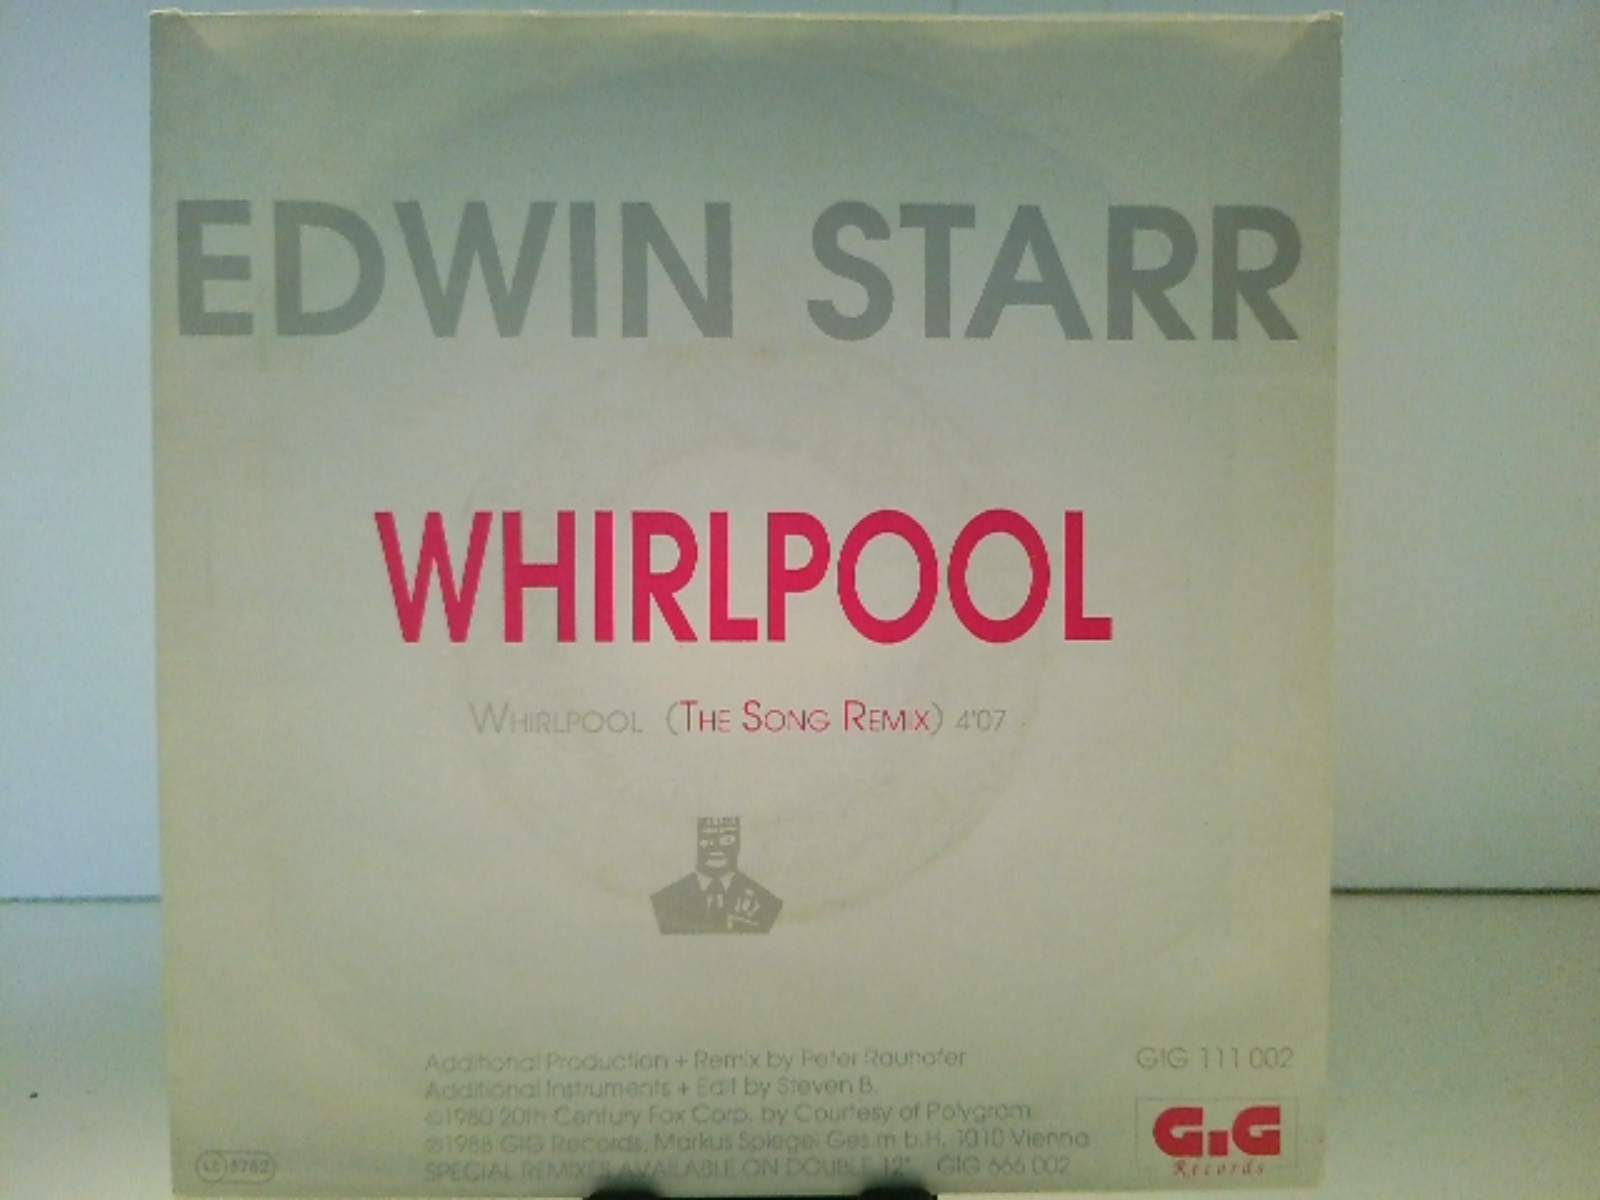 EDWIN STARR
WHIRLPOOL
WHIRLPOOL (THE SONG REMIX) 4'07
Additional Production + Remix by Peter Rauhofer
Additional Instruments + Edit by Steven B.
©1980 20th Century Fox Corp. by Courtesy of Polygram
℗1988 GIG Records, Markus Spiegel Ges.m.b.H. 1010 Vienna
SPECIAL REMIXES AVAILABLE ON DOUBLE 12" GIG 666 002
GIG 111 002
GiG
Records
LC 8762